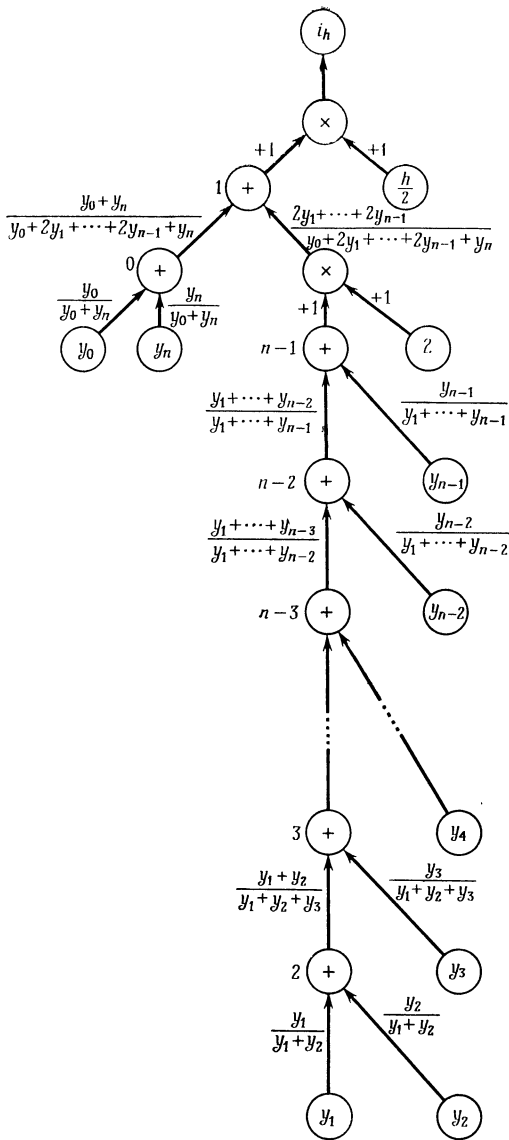 i_h
×
+1 +1
1 + h/2
y_0 + y_n / y_0 + 2y_1 + ⋯ + 2y_{n−1} + y_n
2y_1 + ⋯ + 2y_{n−1} / y_0 + 2y_1 + ⋯ + 2y_{n−1} + y_n
0 + ×
y_0 / y_0 + y_n
y_n / y_0 + y_n
+1 +1
y_0 y_n n−1 + 2
y_1 + ⋯ + y_{n−2} / y_1 + ⋯ + y_{n−1}
y_{n−1} / y_1 + ⋯ + y_{n−1}
n−2 + y_{n−1}
y_1 + ⋯ + y_{n−3} / y_1 + ⋯ + y_{n−2}
y_{n−2} / y_1 + ⋯ + y_{n−2}
n−3 + y_{n−2}
3 + y_4
y_1 + y_2 / y_1 + y_2 + y_3
y_3 / y_1 + y_2 + y_3
2 + y_3
y_1 / y_1 + y_2
y_2 / y_1 + y_2
y_1 y_2